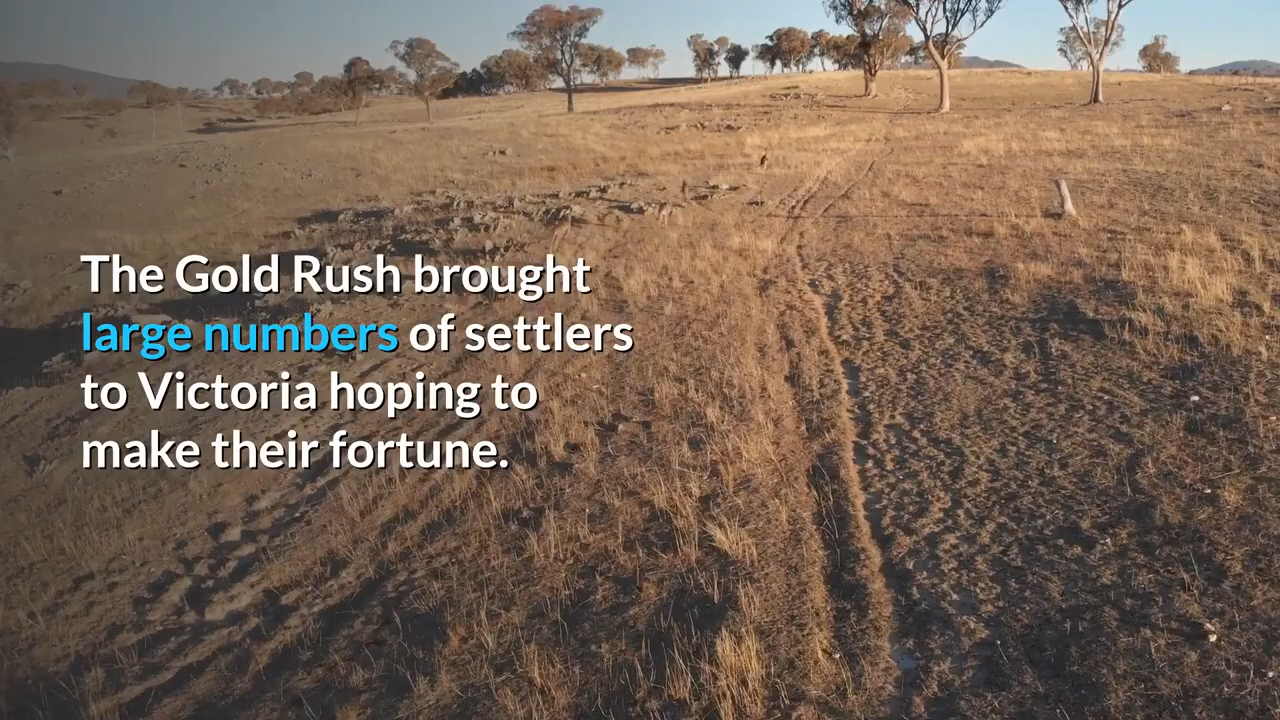 The Gold Rush brought
large numbers of settlers
to Victoria hoping to
make their fortune.